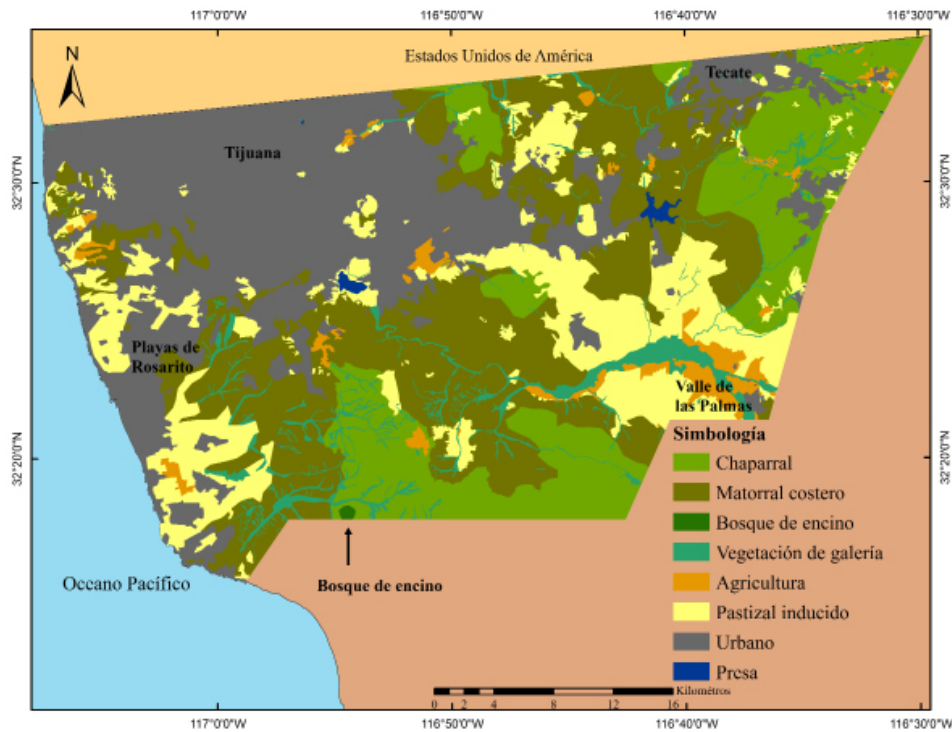 117°0'0"W 116°50'0"W 116°40'0"W 116°30'0"W
N
Estados Unidos de América
Tecate
Tijuana
32°30'0"N 32°30'0"N
Playas de
Rosarito
Valle de
las Palmas
Simbología
32°20'0"N 32°20'0"N
Chaparral
Matorral costero
Bosque de encino
Vegetación de galería
Agricultura
Pastizal inducido
Urbano
Presa
Occano Pacífico
Bosque de encino
Kilométros
0 2 4 8 12 16
117°0'0"W 116°50'0"W 116°40'0"W 116°30'0"W